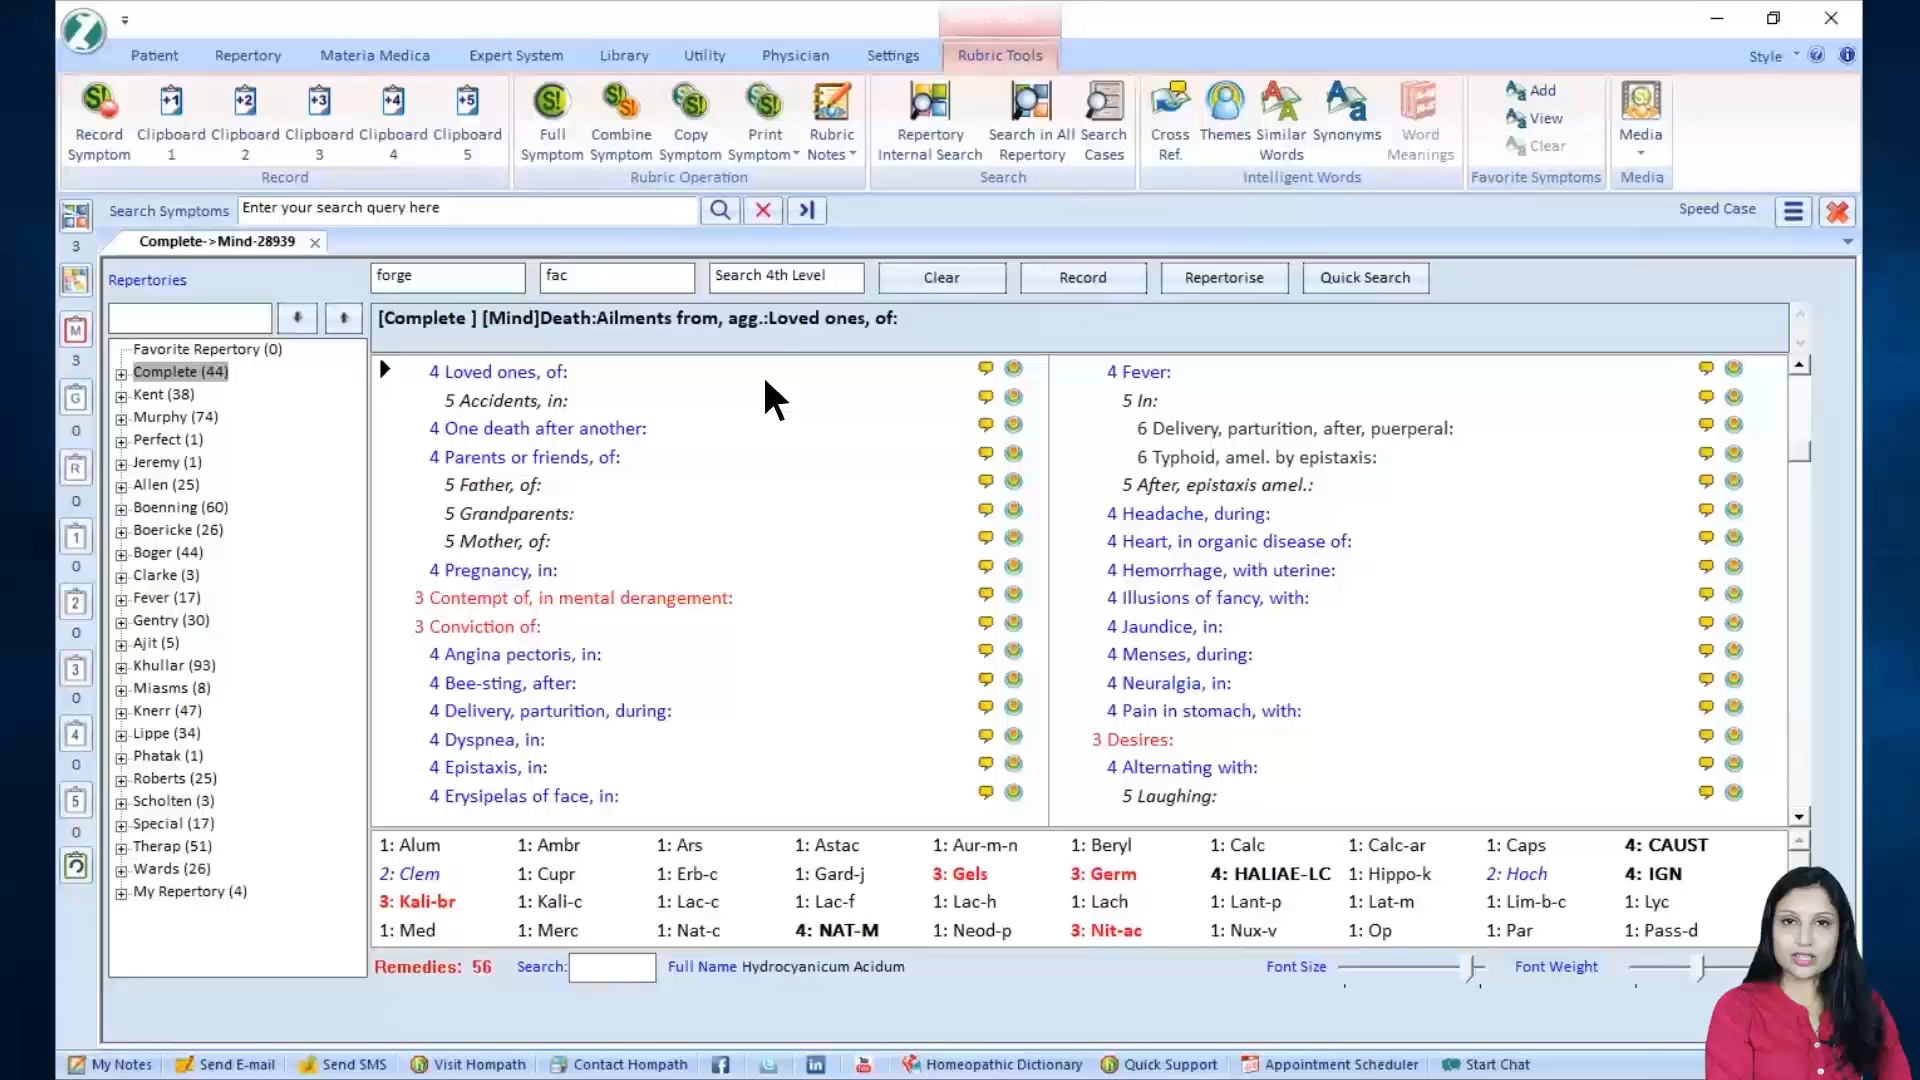 Patient Repertory Materia Medica Expert System Library Utility Physician Settings Rubric Tools Style
Record Symptom
Clipboard 1
Clipboard 2
Clipboard 3
Clipboard 4
Clipboard 5
Record
Full Symptom
Combine Symptom
Copy Symptom
Print Symptom
Rubric Notes
Rubric Operation
Repertory Internal Search
Search in All Repertory
Search Cases
Search
Cross Ref.
Themes
Similar Words
Synonyms
Word Meanings
Intelligent Words
Add
View
Clear
Favorite Symptoms
Media
Media
Search Symptoms Enter your search query here Speed Case
Complete->Mind-28939
Repertories forge fac Search 4th Level Clear Record Repertorise Quick Search
[Complete ] [Mind]Death:Ailments from, agg.:Loved ones, of:
3
M
3
G
0
R
0
1
0
2
0
3
0
4
0
5
0
Favorite Repertory (0)
Complete (44)
Kent (38)
Murphy (74)
Perfect (1)
Jeremy (1)
Allen (25)
Boenning (60)
Boericke (26)
Boger (44)
Clarke (3)
Fever (17)
Gentry (30)
Ajit (5)
Khullar (93)
Miasms (8)
Knerr (47)
Lippe (34)
Phatak (1)
Roberts (25)
Scholten (3)
Special (17)
Therap (51)
Wards (26)
My Repertory (4)
4 Loved ones, of:
5 Accidents, in:
4 One death after another:
4 Parents or friends, of:
5 Father, of:
5 Grandparents:
5 Mother, of:
4 Pregnancy, in:
3 Contempt of, in mental derangement:
3 Conviction of:
4 Angina pectoris, in:
4 Bee-sting, after:
4 Delivery, parturition, during:
4 Dyspnea, in:
4 Epistaxis, in:
4 Erysipelas of face, in:
4 Fever:
5 In:
6 Delivery, parturition, after, puerperal:
6 Typhoid, amel. by epistaxis:
5 After, epistaxis amel.:
4 Headache, during:
4 Heart, in organic disease of:
4 Hemorrhage, with uterine:
4 Illusions of fancy, with:
4 Jaundice, in:
4 Menses, during:
4 Neuralgia, in:
4 Pain in stomach, with:
3 Desires:
4 Alternating with:
5 Laughing:
1: Alum 1: Ambr 1: Ars 1: Astac 1: Aur-m-n 1: Beryl 1: Calc 1: Calc-ar 1: Caps 4: CAUST
2: Clem 1: Cupr 1: Erb-c 1: Gard-j 3: Gels 3: Germ 4: HALIAE-LC 1: Hippo-k 2: Hoch 4: IGN
3: Kali-br 1: Kali-c 1: Lac-c 1: Lac-f 1: Lac-h 1: Lach 1: Lant-p 1: Lat-m 1: Lim-b-c 1: Lyc
1: Med 1: Merc 1: Nat-c 4: NAT-M 1: Neod-p 3: Nit-ac 1: Nux-v 1: Op 1: Par 1: Pass-d
Remedies: 56 Search: Full Name Hydrocyanicum Acidum Font Size Font Weight
My Notes Send E-mail Send SMS Visit Hompath Contact Hompath Homeopathic Dictionary Quick Support Appointment Scheduler Start Chat